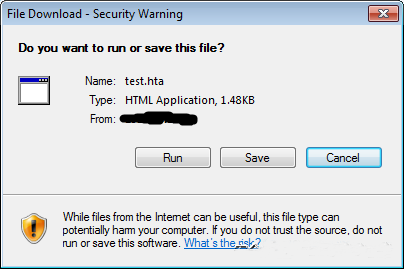 File Download - Security Warning
Do you want to run or save this file?
Name: test.hta
Type: HTML Application, 1.48KB
From:
Run Save Cancel
While files from the Internet can be useful, this file type can
potentially harm your computer. If you do not trust the source, do not
run or save this software. What's the risk?